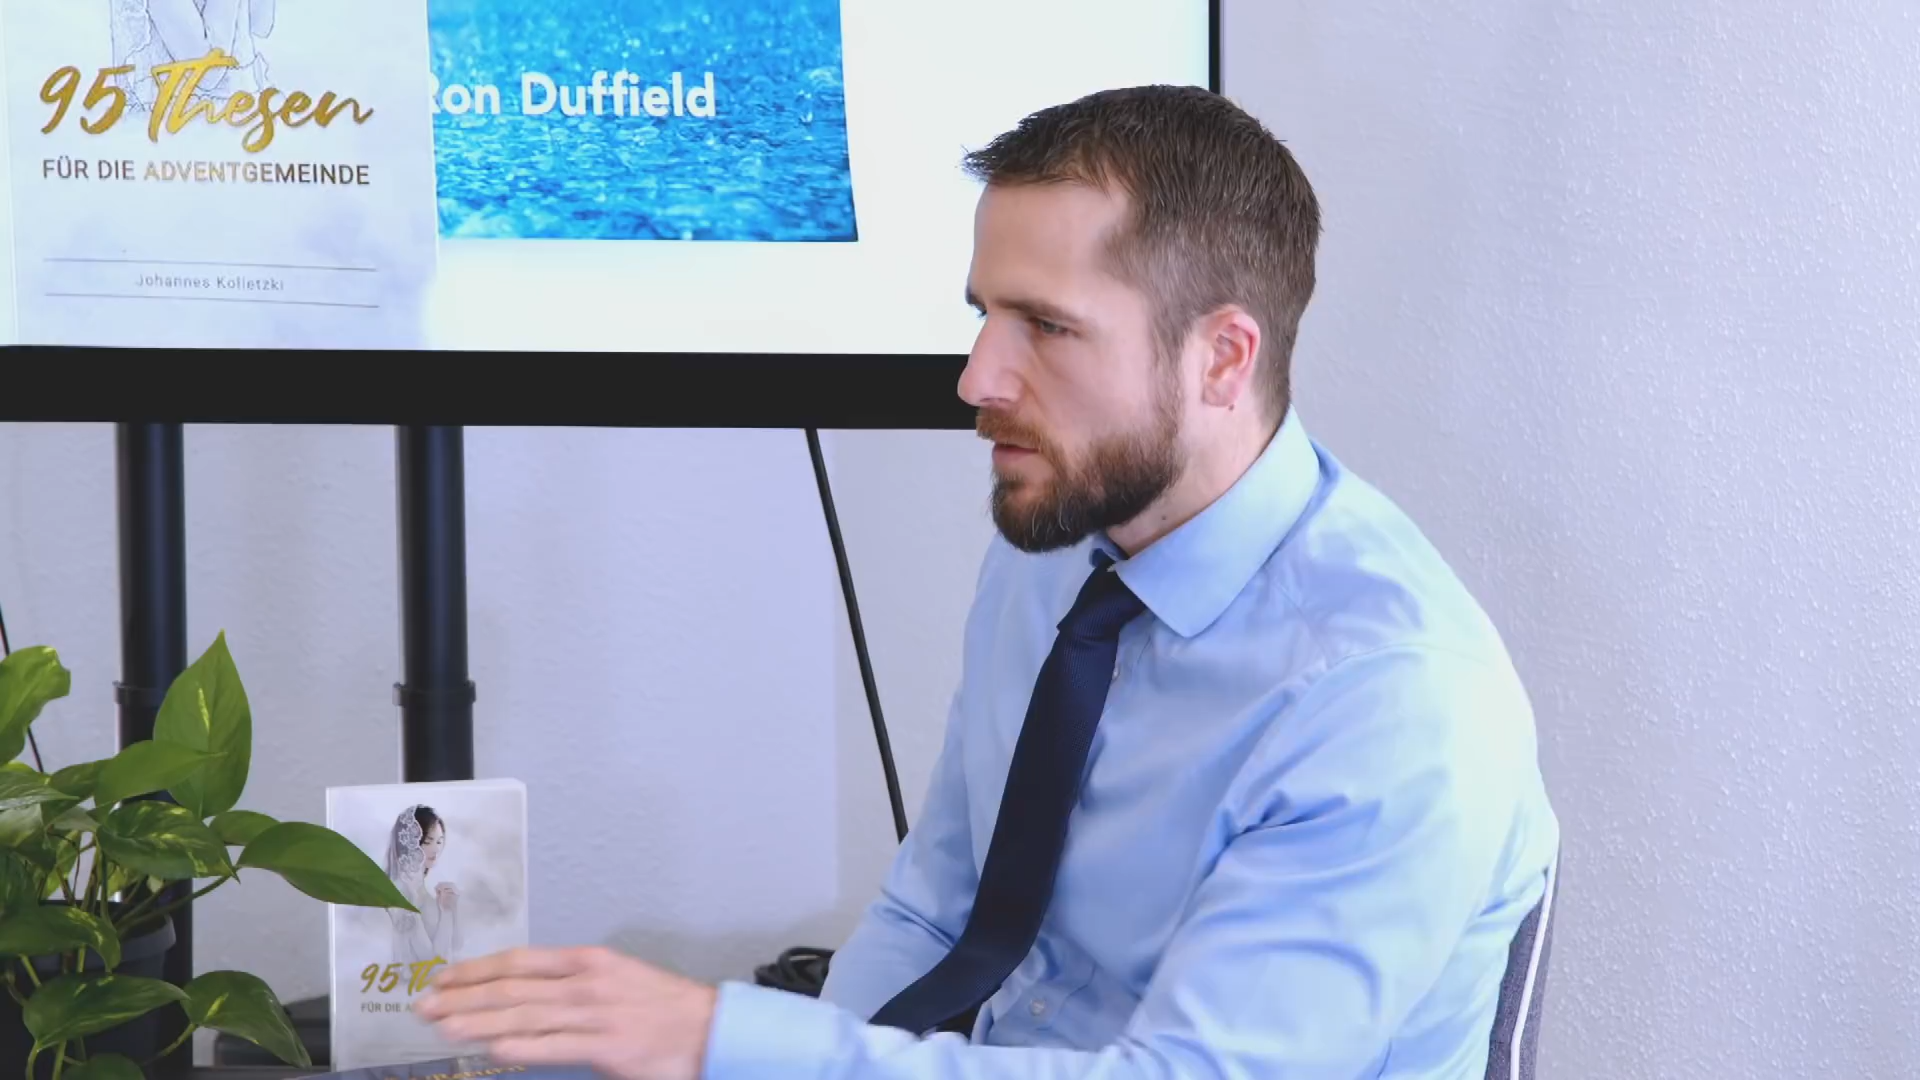 95 Thesen
FÜR DIE ADVENTGEMEINDE
Johannes Kolletzki
Ron Duffield
95 Th
FÜR DIE A